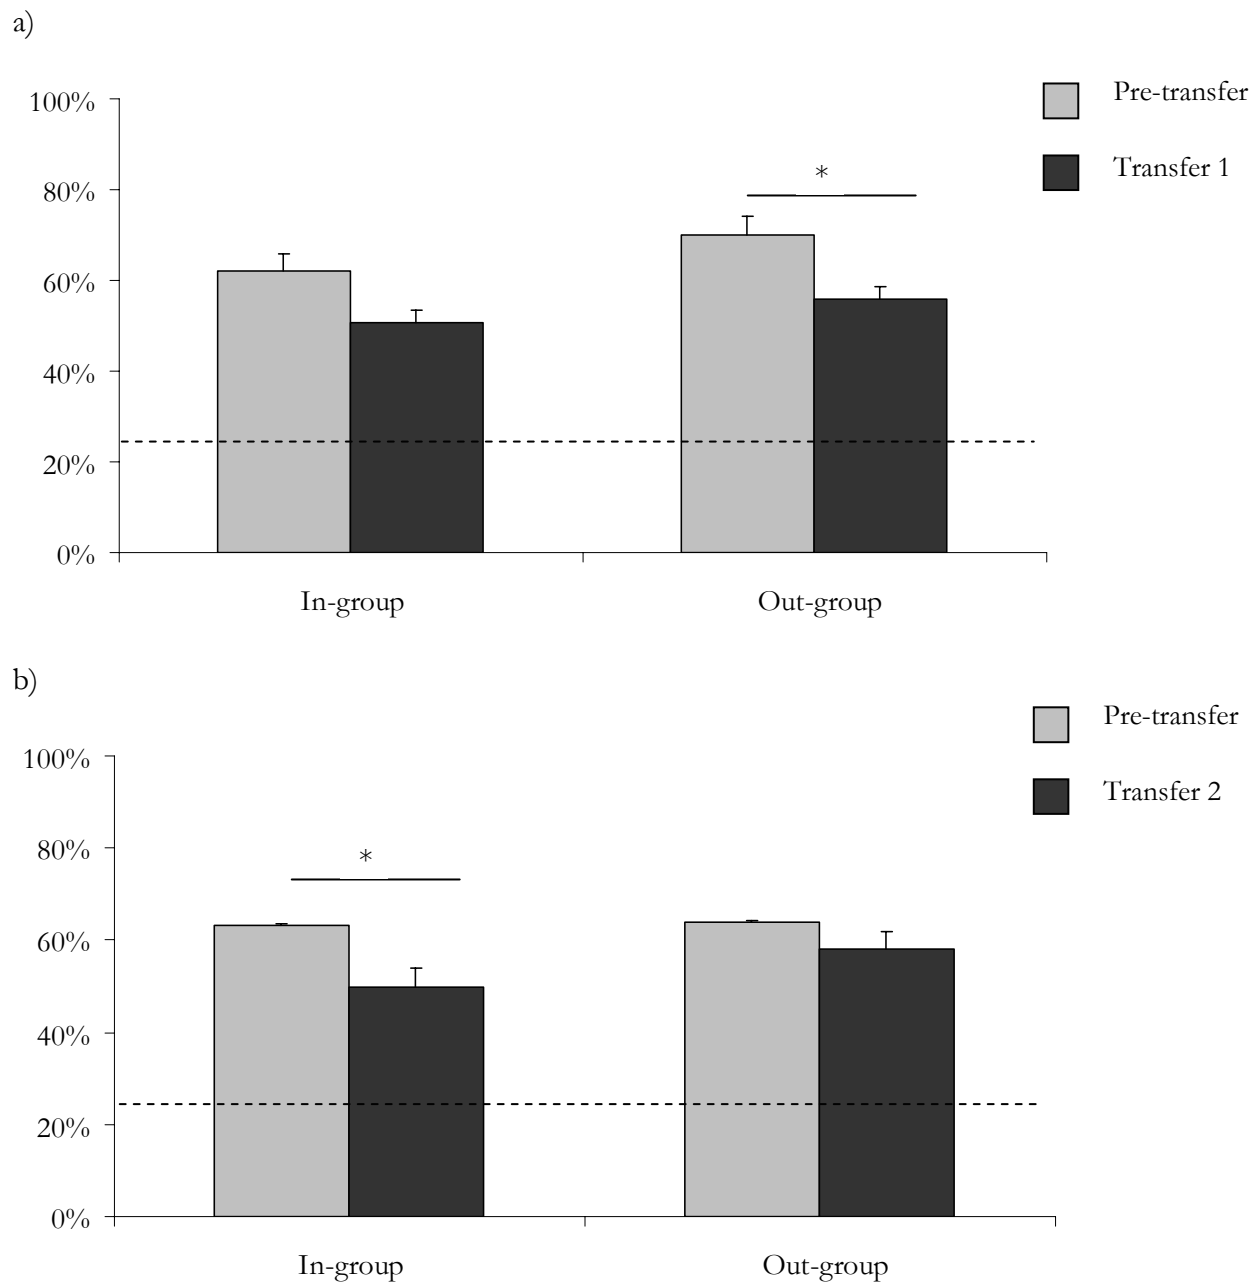 a)
100%
80%
60%
40%
20%
0%
*
In-group
Out-group
Pre-transfer
Transfer 1
b)
100%
80%
60%
40%
20%
0%
*
In-group
Out-group
Pre-transfer
Transfer 2